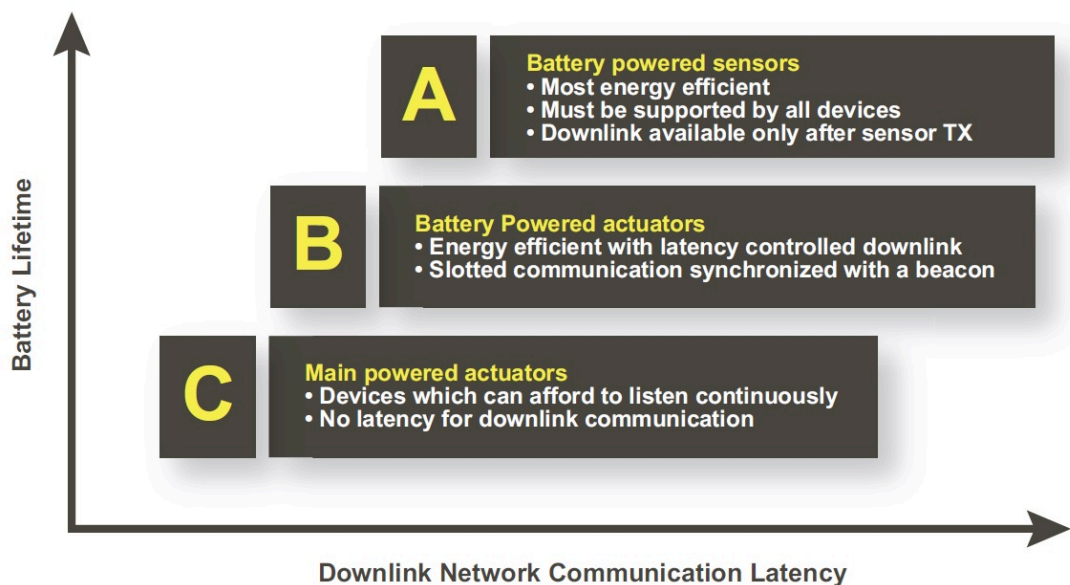 Battery Lifetime
A
Battery powered sensors
• Most energy efficient
• Must be supported by all devices
• Downlink available only after sensor TX
B
Battery Powered actuators
• Energy efficient with latency controlled downlink
• Slotted communication synchronized with a beacon
C
Main powered actuators
• Devices which can afford to listen continuously
• No latency for downlink communication
Downlink Network Communication Latency